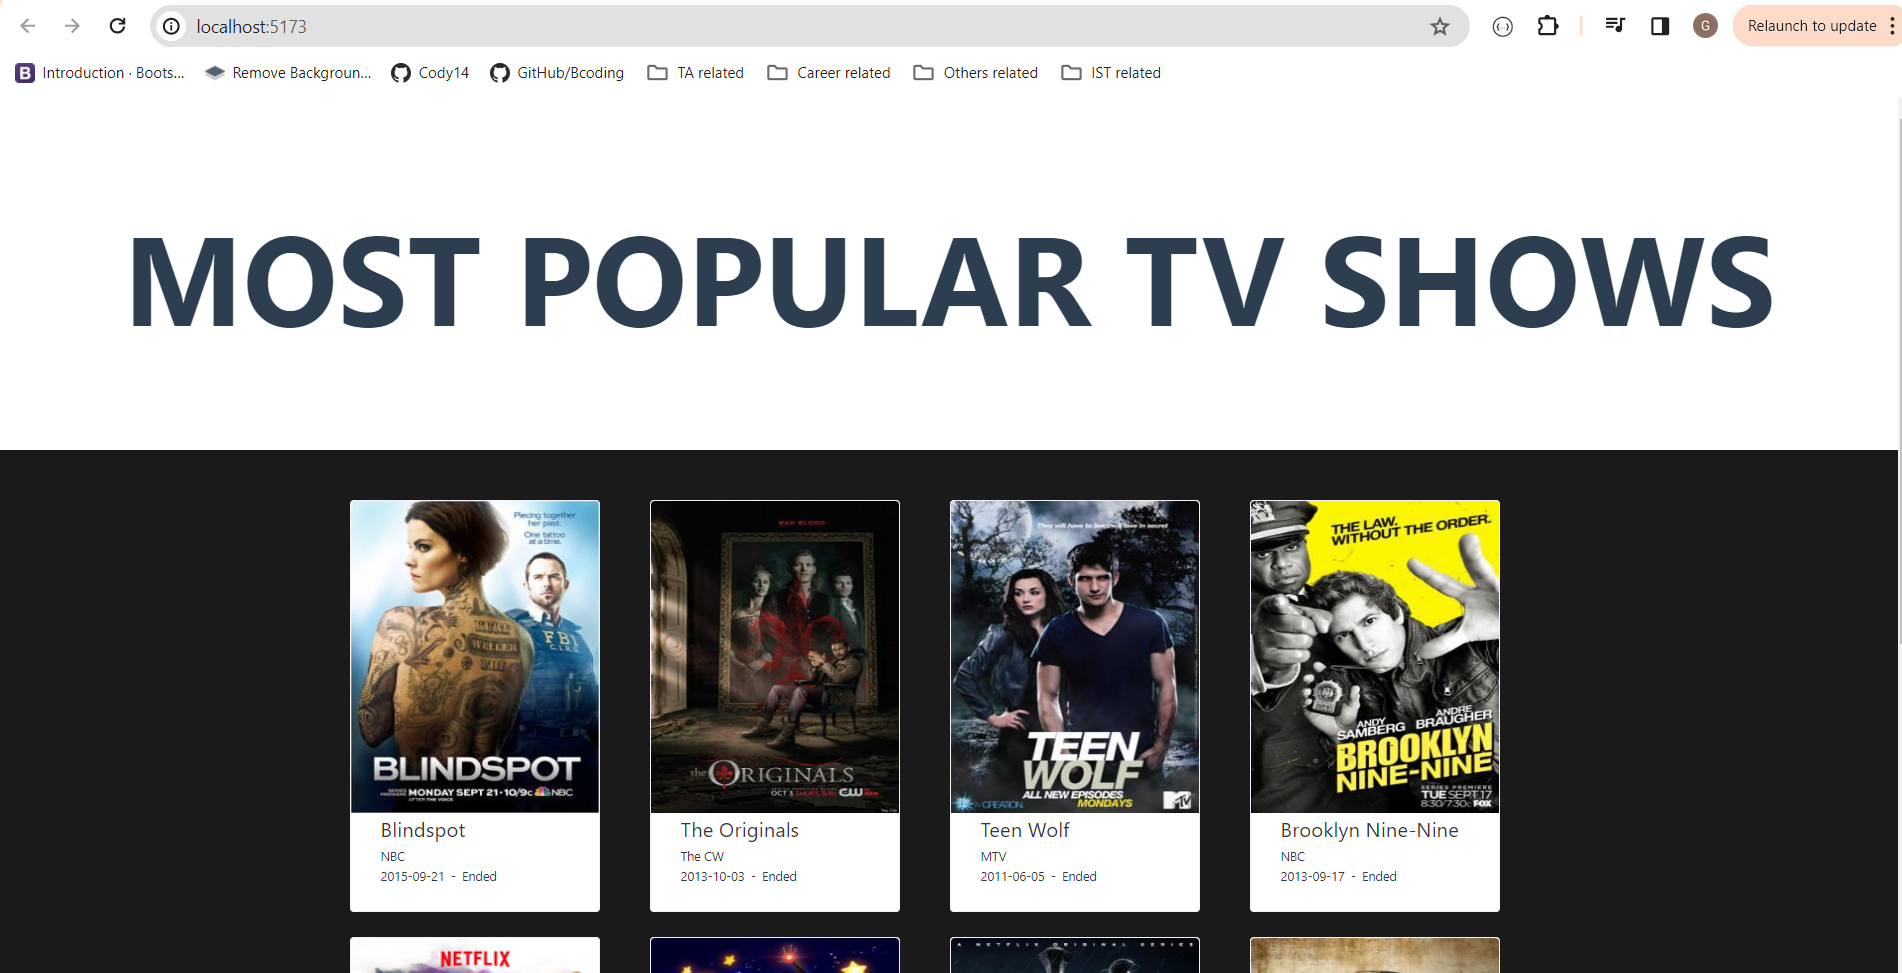 localhost:5173
G
Relaunch to update
B Introduction · Boots...
Remove Backgroun...
Cody14
GitHub/Bcoding
TA related
Career related
Others related
IST related
MOST POPULAR TV SHOWS
Piecing together
her past.
One tattoo
at a time.
FBI
WELLER
BLINDSPOT
SERIES PREMIERE MONDAY SEPT 21·10/9c NBC
AFTER THE VOICE
Blindspot
NBC
2015-09-21 - Ended
BAD BLOOD
the ORIGINALS
OCT 3
The Originals
The CW
2013-10-03 - Ended
They will have to live their love in secret
TEEN
WOLF
ALL NEW EPISODES
MONDAYS
MTV
Teen Wolf
MTV
2011-06-05 - Ended
THE LAW.
WITHOUT THE ORDER.
ANDY
SAMBERG
ANDRE
BRAUGHER
BROOKLYN
NINE-NINE
SERIES PREMIERE
TUE SEPT 17
8:30/7:30c FOX
Brooklyn Nine-Nine
NBC
2013-09-17 - Ended
NETFLIX
A NETFLIX ORIGINAL SERIES